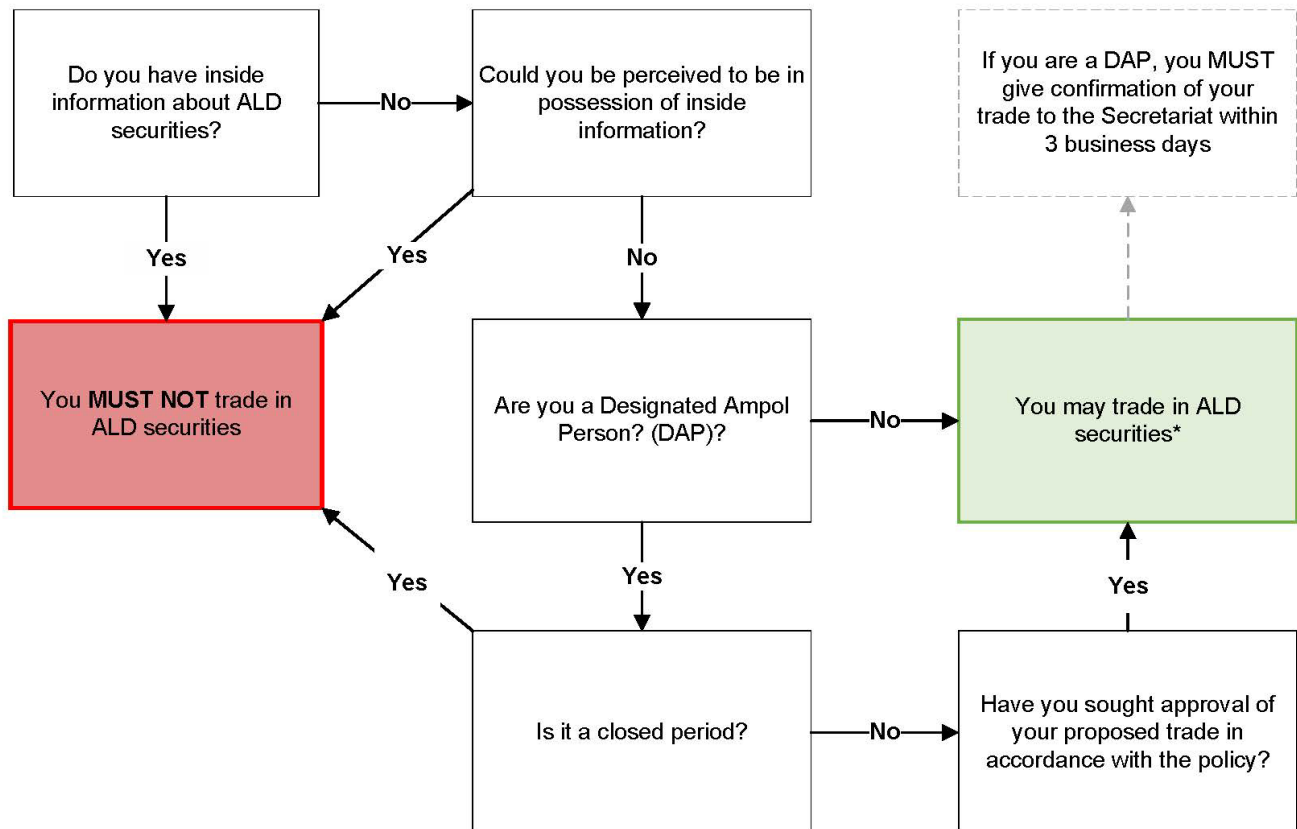 Do you have inside
information about ALD
securities?
No
Could you be perceived to be in
possession of inside
information?
If you are a DAP, you MUST
give confirmation of your
trade to the Secretariat within
3 business days
Yes
Yes
No
You MUST NOT trade in
ALD securities
Are you a Designated Ampol
Person? (DAP)?
No
You may trade in ALD
securities*
Yes
Yes
Yes
Is it a closed period?
No
Have you sought approval of
your proposed trade in
accordance with the policy?